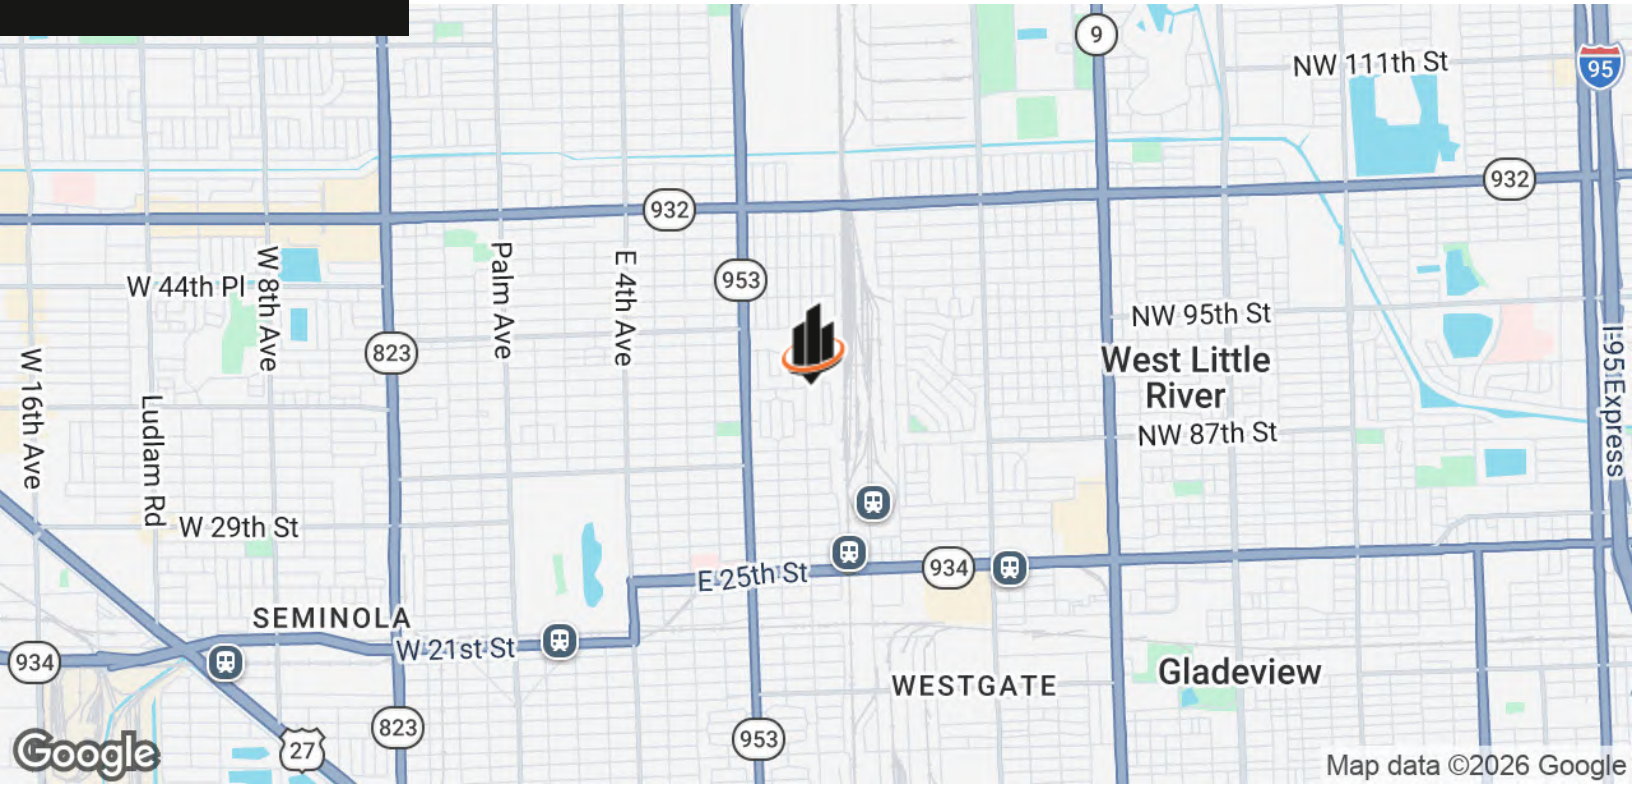 9
NW 111th St
95
932
932
W 44th Pl
W 8th Ave
Palm Ave
E 4th Ave
953
823
NW 95th St
West Little
River
NW 87th St
I-95 Express
W 16th Ave
Ludlam Rd
W 29th St
E 25th St
934
SEMINOLA
W 21st St
934
WESTGATE
Gladeview
823
953
27
Google
Map data ©2026 Google